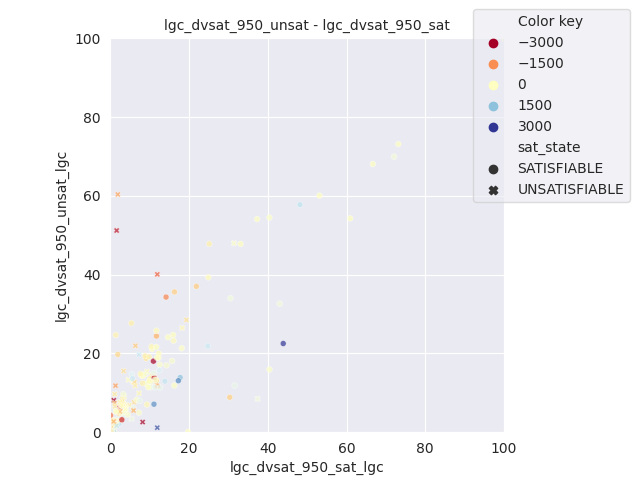 lgc_dvsat_950_unsat - lgc_dvsat_950_sat
Color key
−3000
−1500
0
1500
3000
sat_state
SATISFIABLE
UNSATISFIABLE
lgc_dvsat_950_unsat_lgc
100
80
60
40
20
0
0 20 40 60 80 100
lgc_dvsat_950_sat_lgc